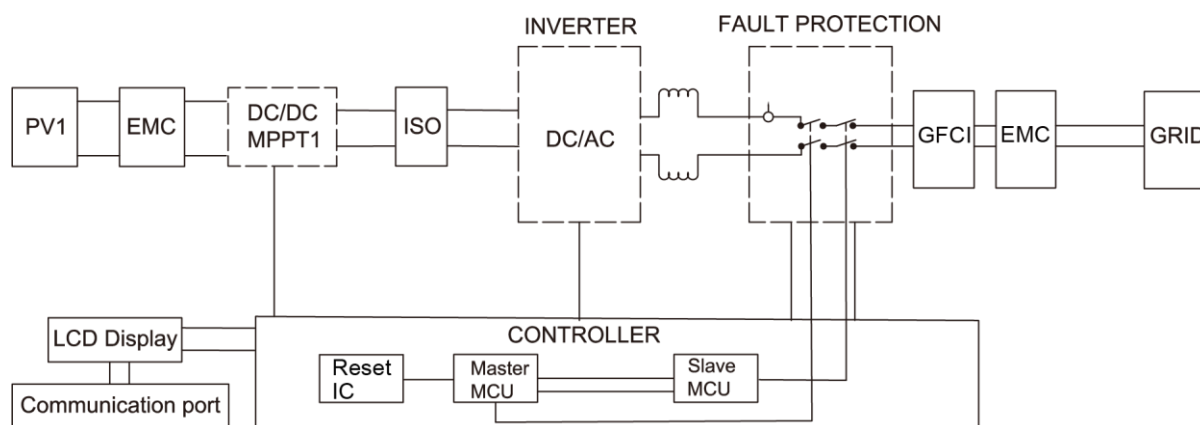 INVERTER
FAULT PROTECTION
PV1
EMC
DC/DC
MPPT1
ISO
DC/AC
GFCI
EMC
GRID
CONTROLLER
LCD Display
Communication port
Reset
IC
Master
MCU
Slave
MCU